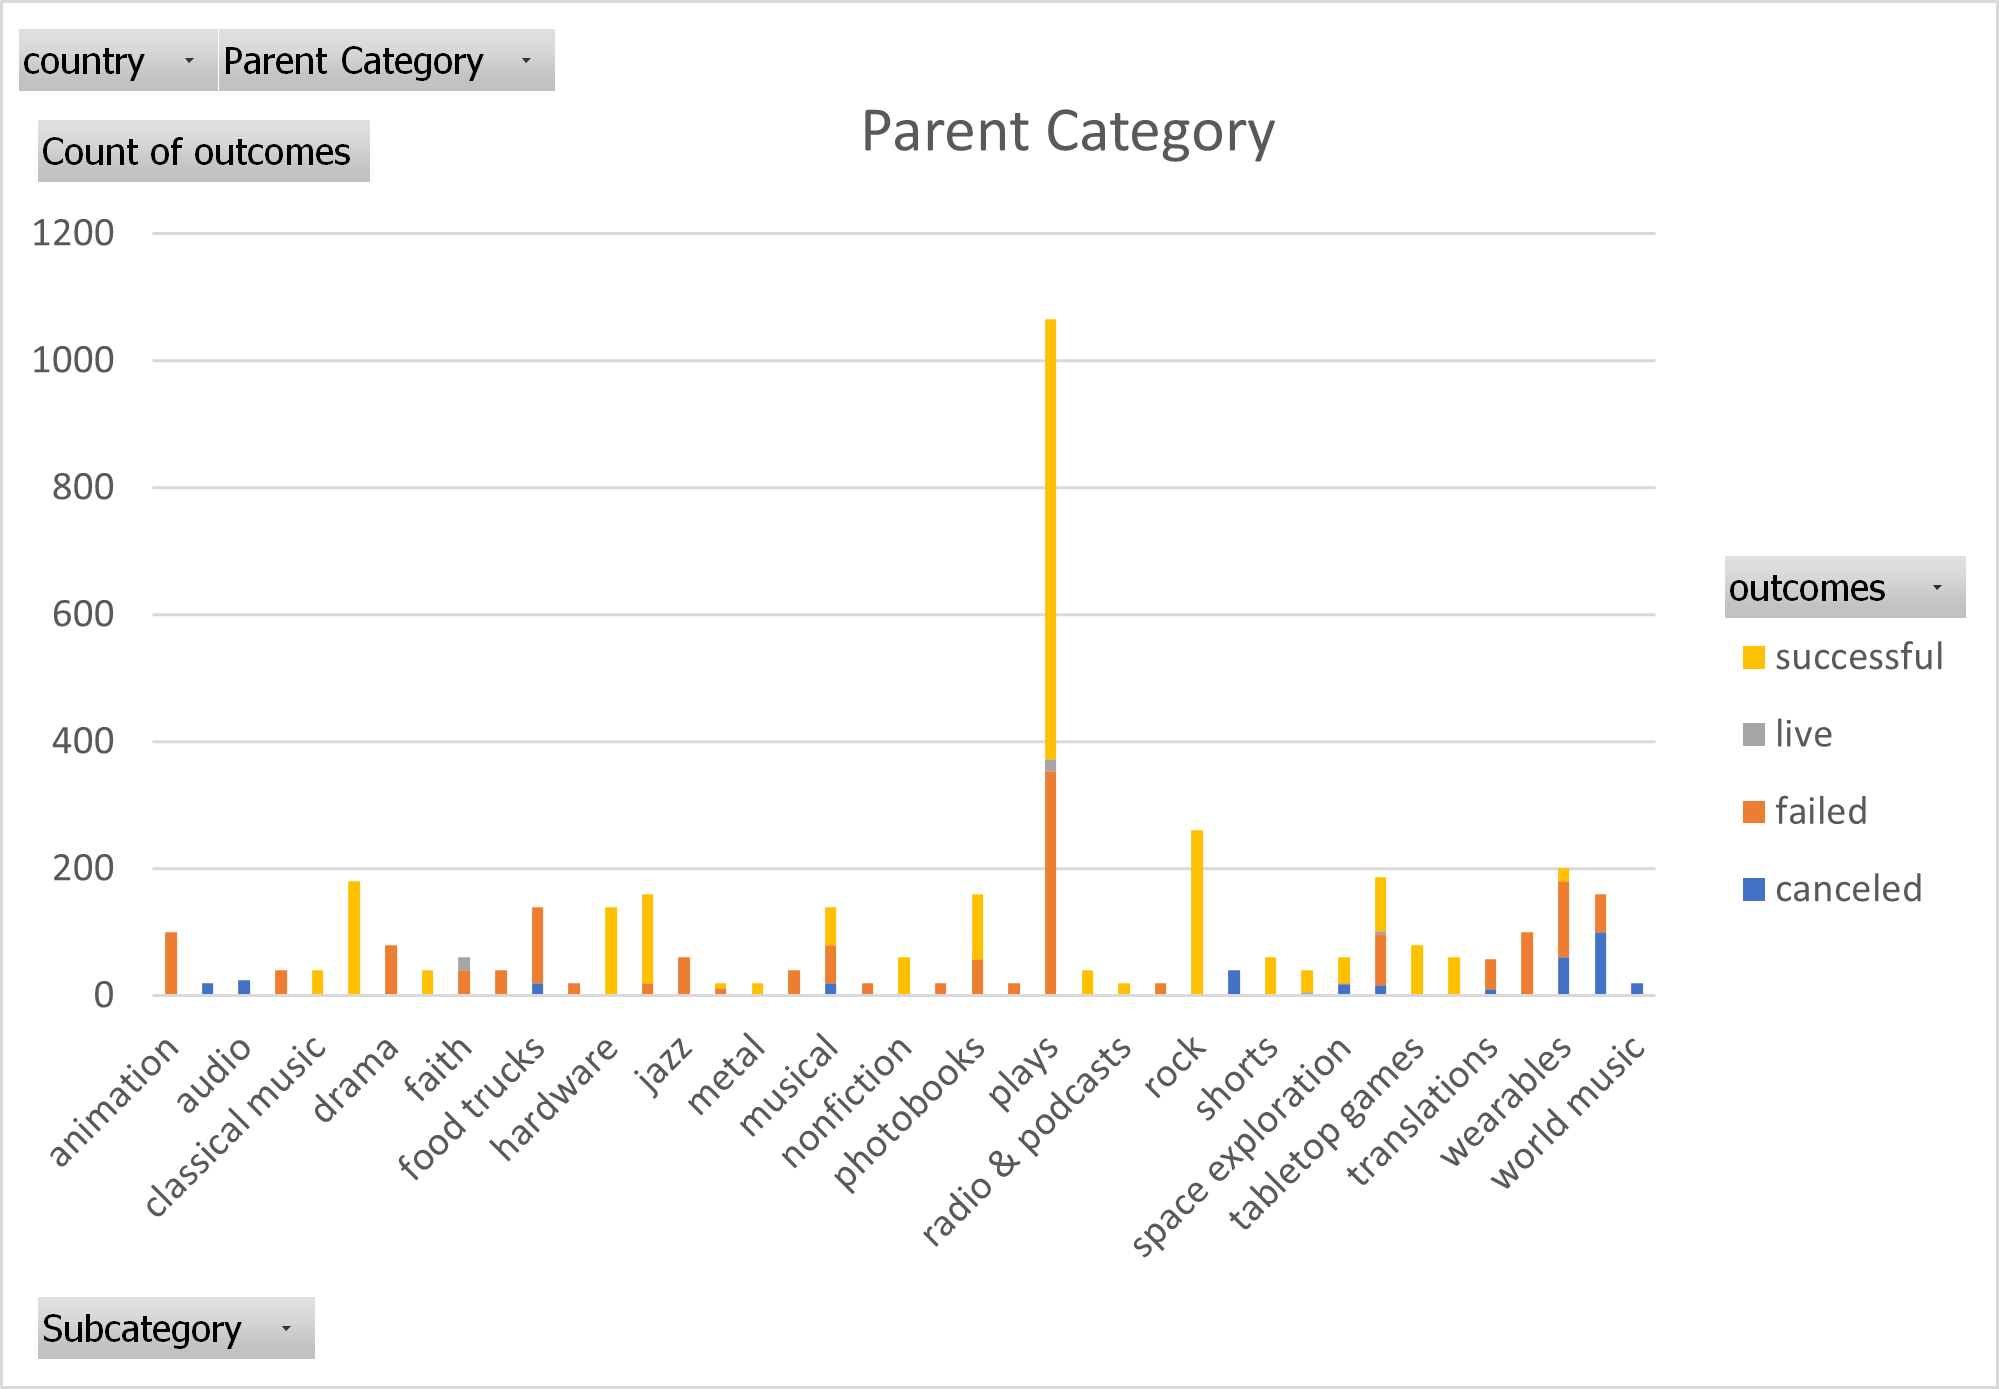 country
Parent Category
Count of outcomes
Parent Category
1200
1000
800
600
400
200
0
animation
audio
classical music
drama
faith
food trucks
hardware
jazz
metal
musical
nonfiction
photobooks
plays
radio & podcasts
rock
shorts
space exploration
tabletop games
translations
wearables
world music
outcomes
successful
live
failed
canceled
Subcategory